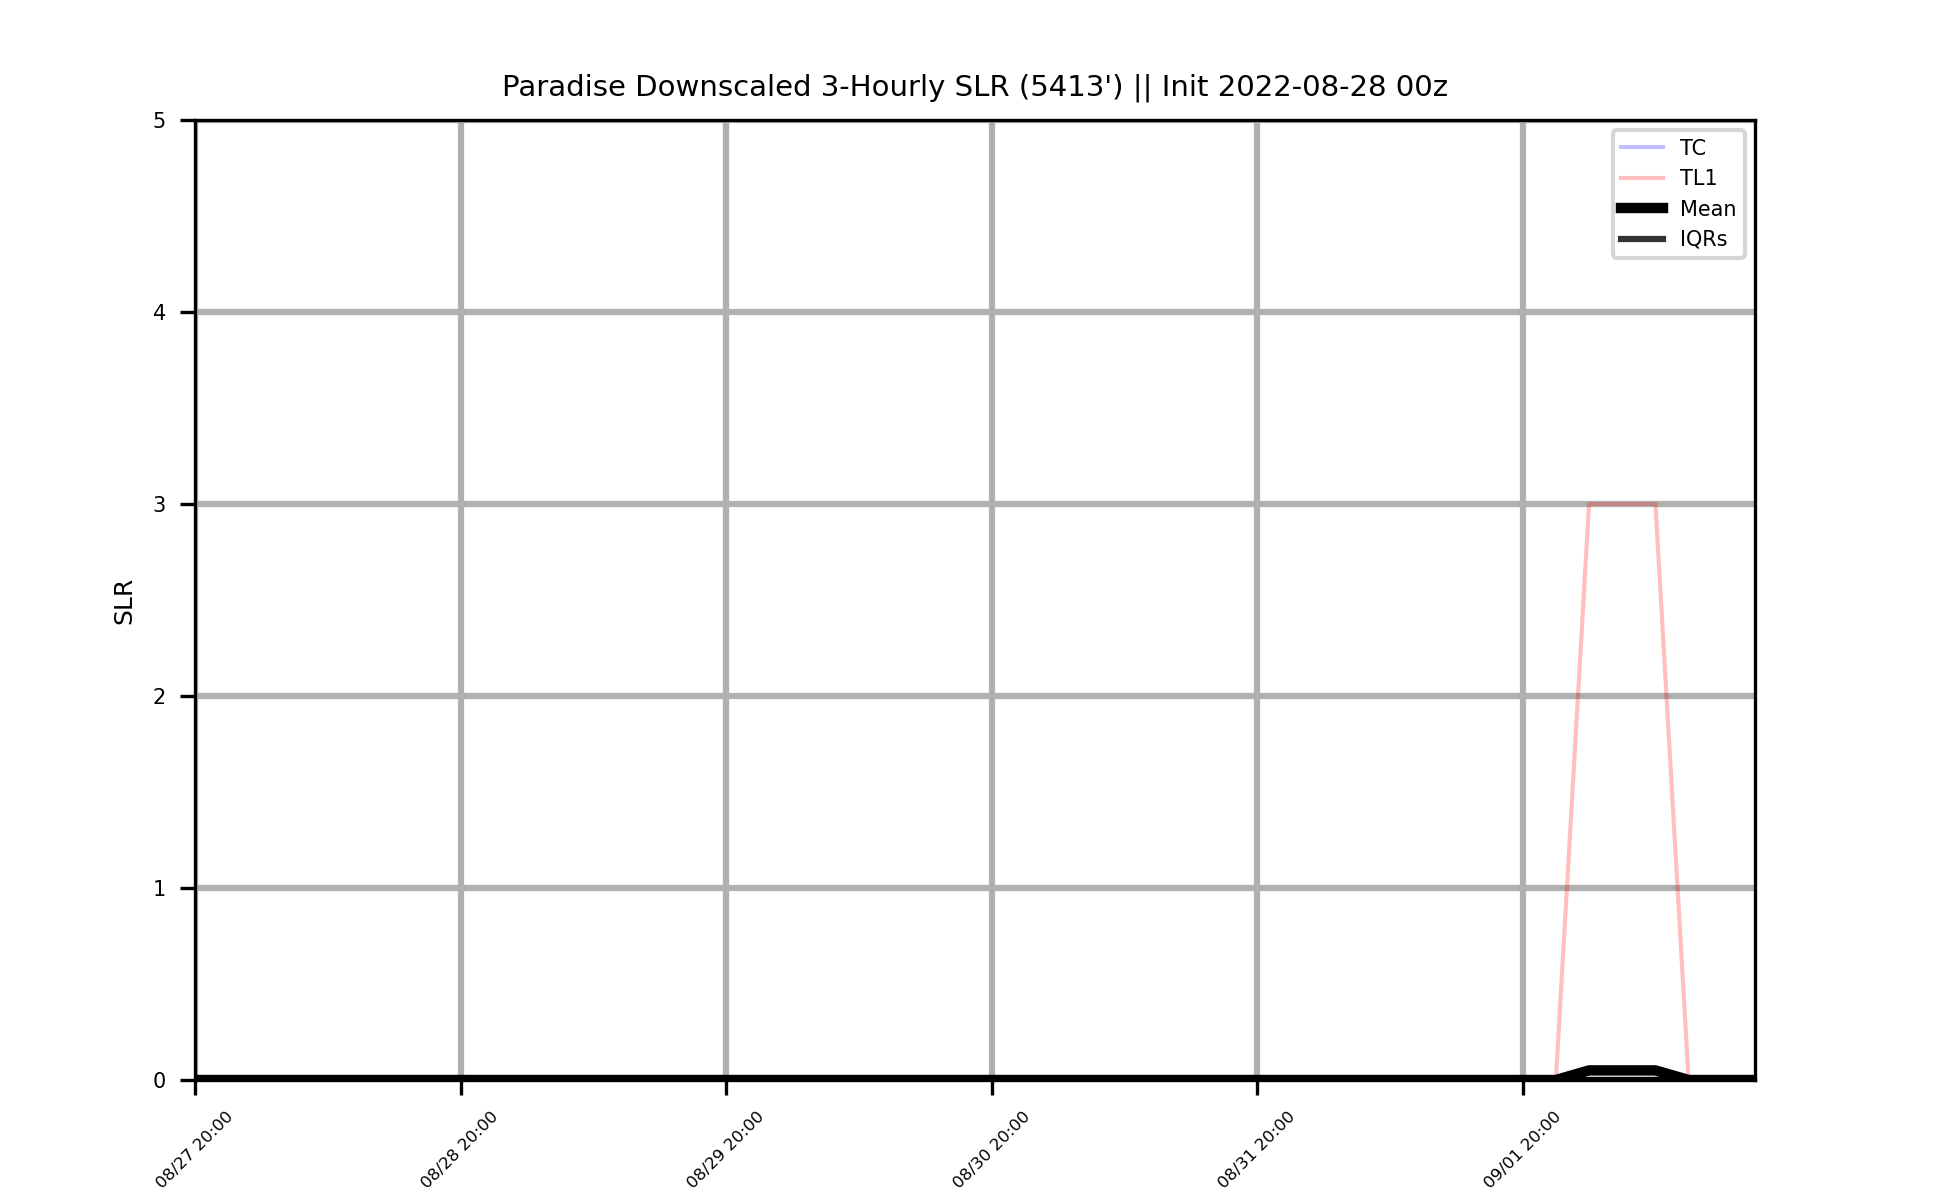 Paradise Downscaled 3-Hourly SLR (5413') || Init 2022-08-28 00z
5
4
3
2
1
0
SLR
TC
TL1
Mean
IQRs
08/27 20:00
08/28 20:00
08/29 20:00
08/30 20:00
08/31 20:00
09/01 20:00